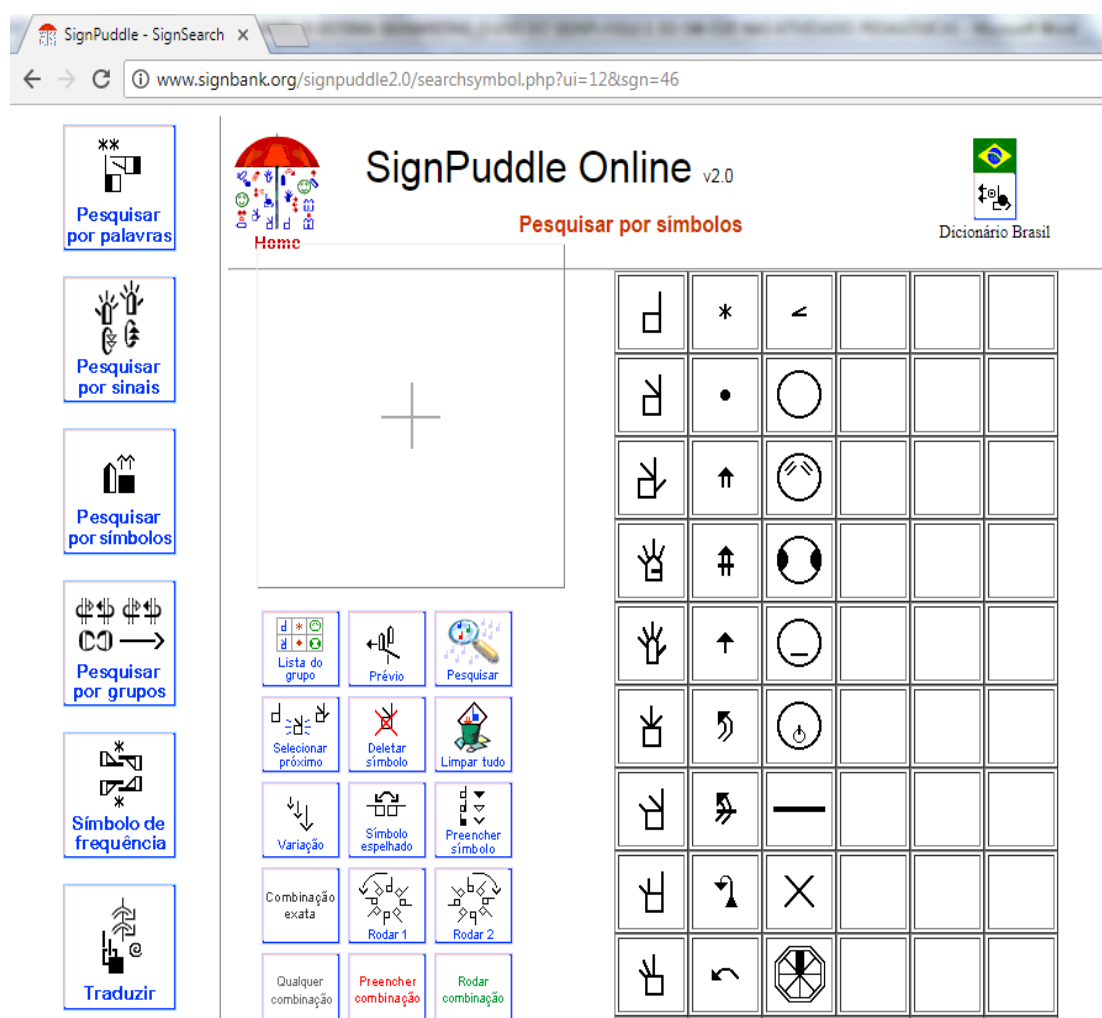 SignPuddle - SignSearch
www.signbank.org/signpuddle2.0/searchsymbol.php?ui=12&sgn=46
Pesquisar
por palavras
Pesquisar
por sinais
Pesquisar
por símbolos
Pesquisar
por grupos
Símbolo de
frequência
Traduzir
Home
SignPuddle Online v2.0
Pesquisar por símbolos
Dicionário Brasil
Lista do
grupo
Prévio
Pesquisar
Selecionar
próximo
Deletar
símbolo
Limpar tudo
Variação
Símbolo
espelhado
Preencher
símbolo
Combinação
exata
Rodar 1
Rodar 2
Qualquer
combinação
Preencher
combinação
Rodar
combinação